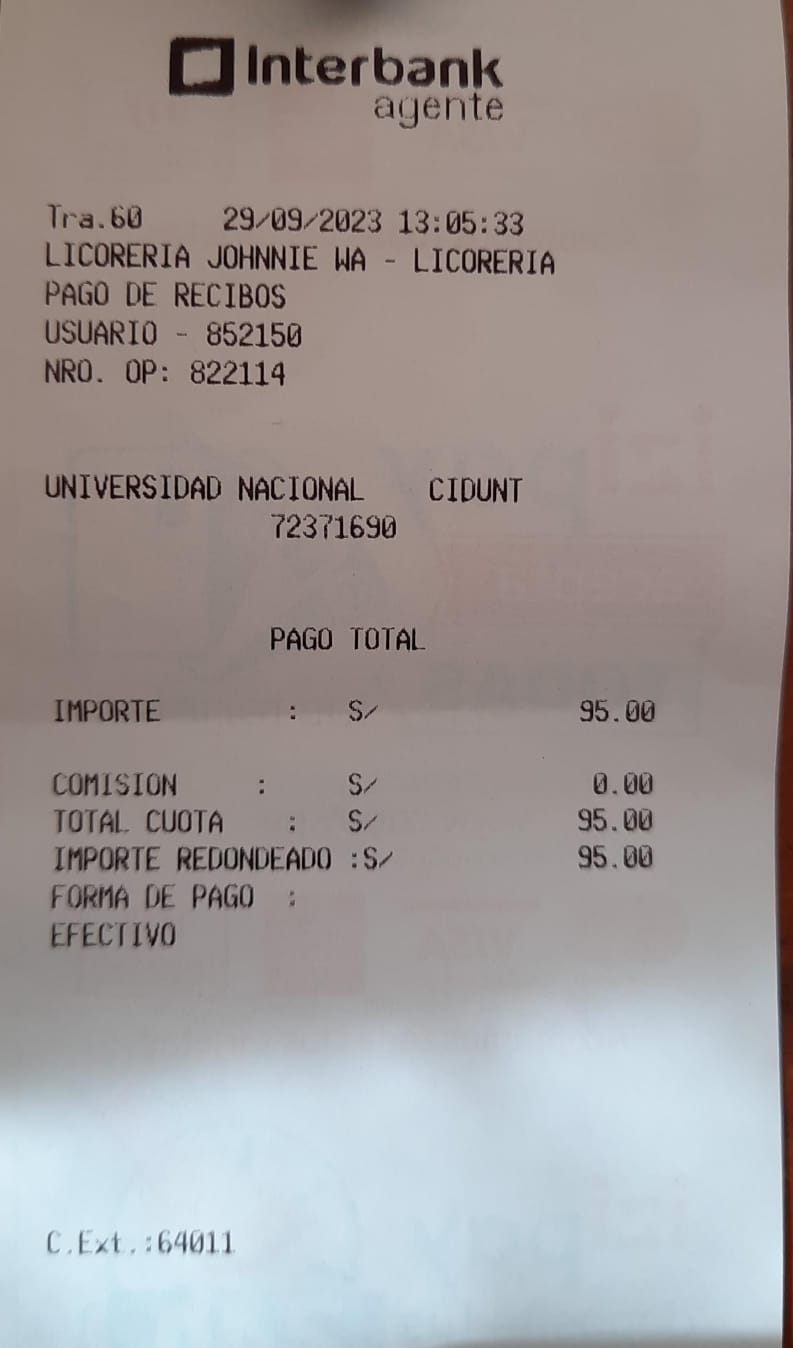 Interbank
agente
Tra.60 29/09/2023 13:05:33
LICORERIA JOHNNIE WA - LICORERIA
PAGO DE RECIBOS
USUARIO - 852150
NRO. OP: 822114
UNIVERSIDAD NACIONAL CIDUNT
72371690
PAGO TOTAL
IMPORTE : S/ 95.00
COMISION : S/ 0.00
TOTAL CUOTA : S/ 95.00
IMPORTE REDONDEADO :S/ 95.00
FORMA DE PAGO :
EFECTIVO
C.Ext.:64011